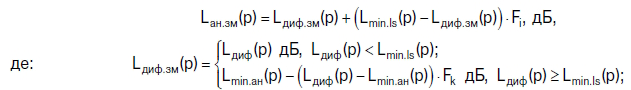 Lан.зм(p) = Lдиф.зм(p) + (Lmin.ls(p) − Lдиф.зм(p)) · Fi, дБ,
де: Lдиф.зм(p) = { Lдиф(p) дБ, Lдиф(p) < Lmin.ls(p);
Lmin.ан(p) − (Lдиф(p) − Lmin.ан(p)) · Fk дБ, Lдиф(p) ≥ Lmin.ls(p);